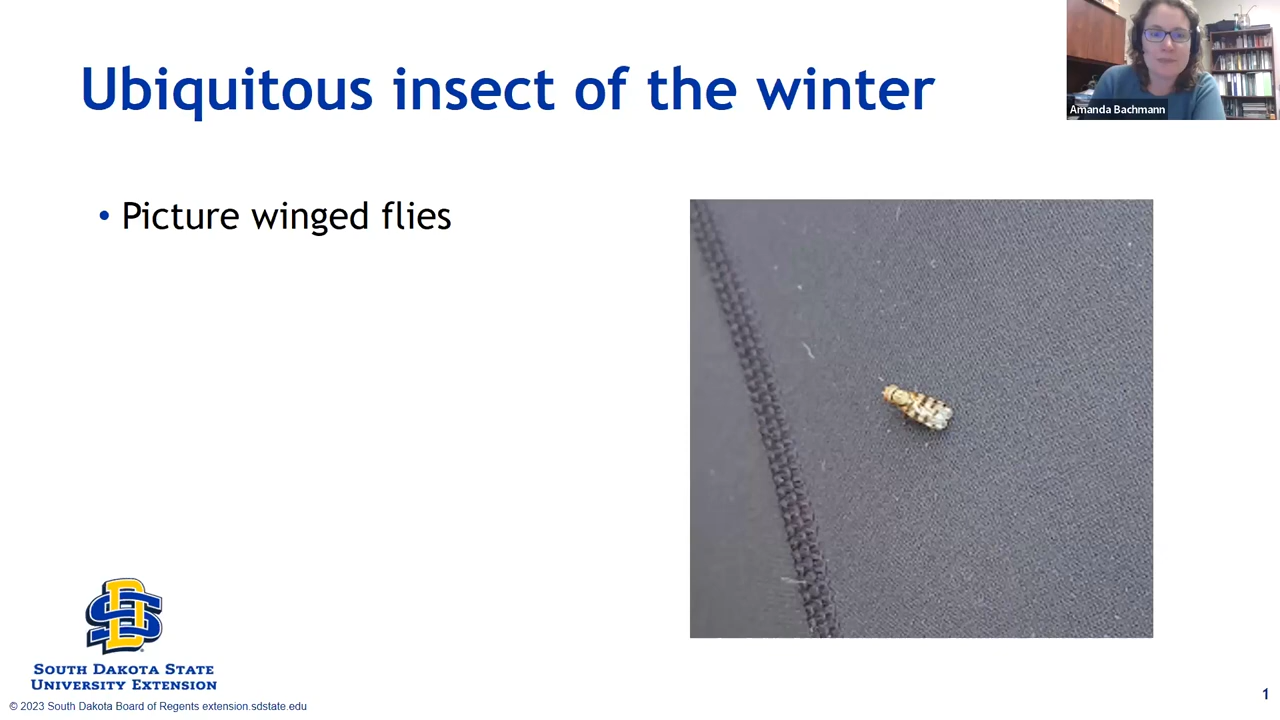 Ubiquitous insect of the winter
Amanda Bachmann
• Picture winged flies
SD
SOUTH DAKOTA STATE
UNIVERSITY EXTENSION
© 2023 South Dakota Board of Regents extension.sdstate.edu
1